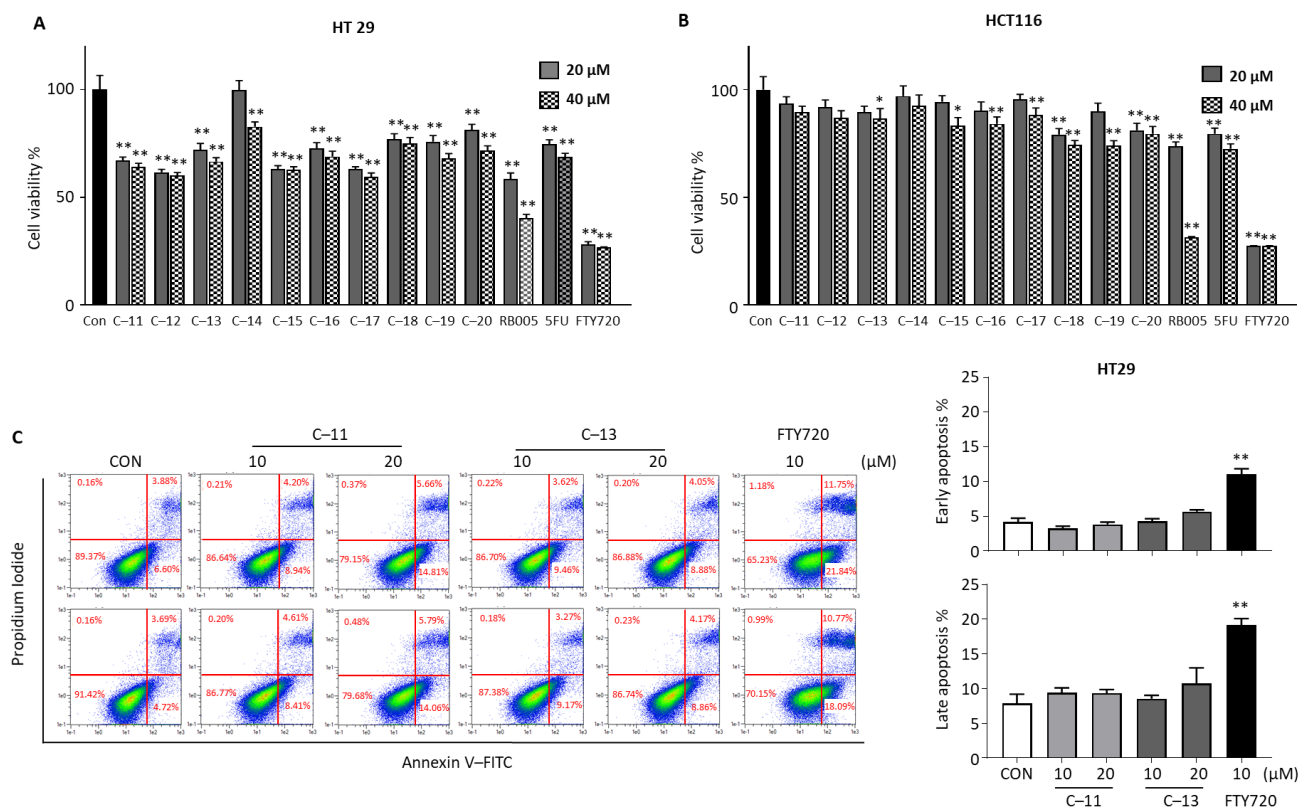 A
HT 29
20 µM
40 µM
Cell viability %
100
50
0
** ** ** ** ** ** ** ** ** ** ** ** ** ** ** ** ** ** ** ** ** ** ** ** **
Con C–11 C–12 C–13 C–14 C–15 C–16 C–17 C–18 C–19 C–20 RB005 5FU FTY720
B
HCT116
20 µM
40 µM
Cell viability %
100
50
0
* * ** ** ** ** ** ** ** ** ** ** ** ** ** **
Con C–11 C–12 C–13 C–14 C–15 C–16 C–17 C–18 C–19 C–20 RB005 5FU FTY720
C
C–11 C–13 FTY720
CON 10 20 10 20 10 (µM)
Propidium Iodide
0.16% 3.88% 0.21% 4.20% 0.37% 5.66% 0.22% 3.62% 0.20% 4.05% 1.18% 11.75%
89.37% 6.60% 86.64% 8.94% 79.15% 14.81% 86.70% 9.46% 86.88% 8.88% 65.23% 21.84%
0.16% 3.69% 0.20% 4.61% 0.48% 5.79% 0.18% 3.27% 0.23% 4.17% 0.99% 10.77%
91.42% 4.72% 86.77% 8.41% 79.68% 14.06% 87.38% 9.17% 86.74% 8.86% 70.15% 18.09%
Annexin V–FITC
HT29
Early apoptosis %
25
20
15
10
5
0
**
Late apoptosis %
25
20
15
10
5
0
**
CON 10 20 10 20 10 (µM)
C–11 C–13 FTY720